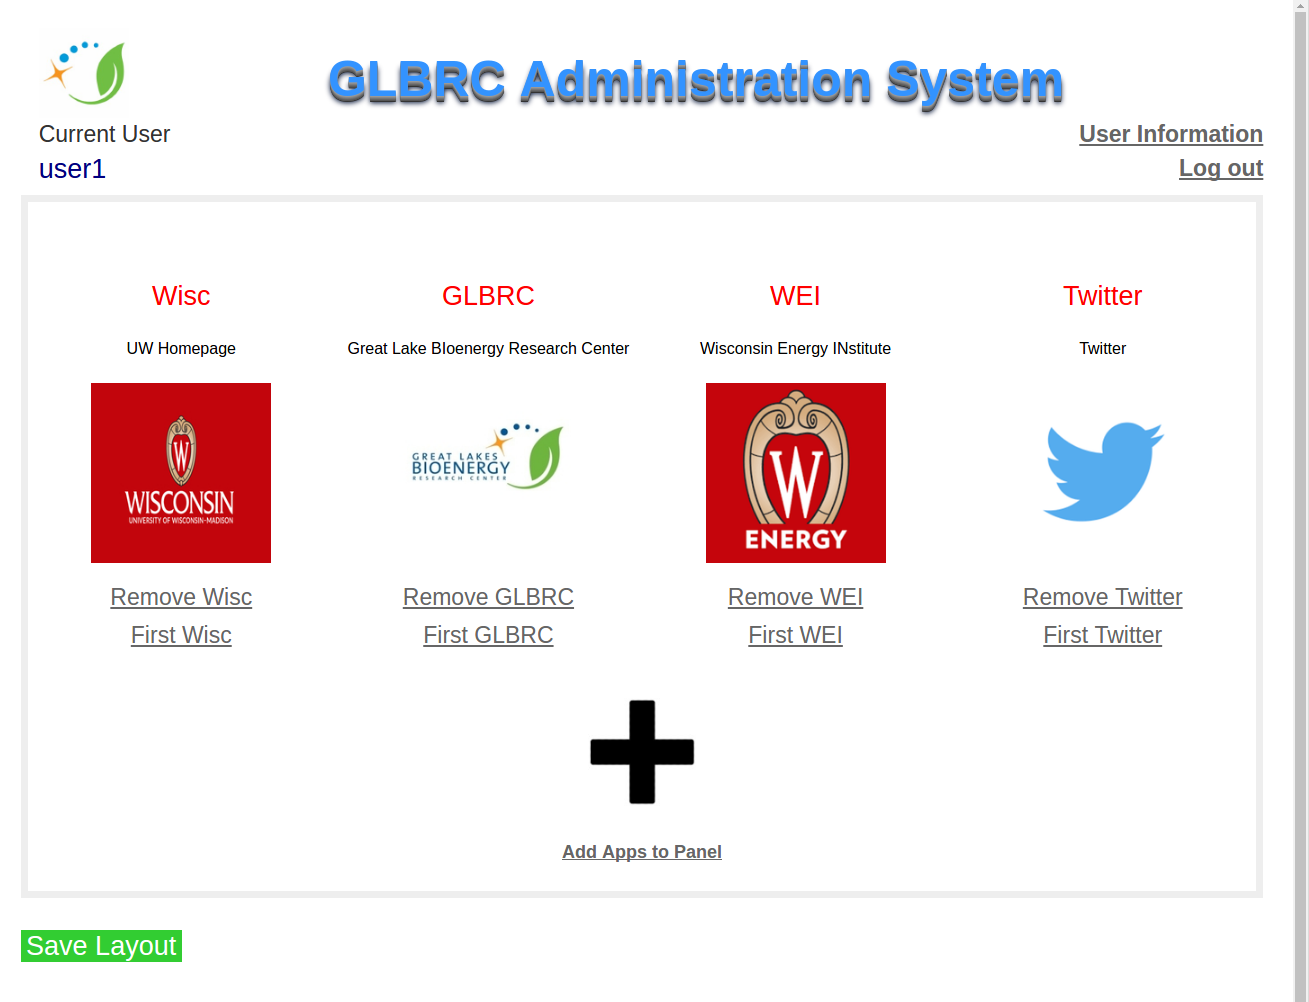 GLBRC Administration System
Current User
User Information
user1
Log out
Wisc
GLBRC
WEI
Twitter
UW Homepage
Great Lake BIoenergy Research Center
Wisconsin Energy INstitute
Twitter
W
WISCONSIN
UNIVERSITY OF WISCONSIN-MADISON
GREAT LAKES
BIOENERGY
RESEARCH CENTER
W
ENERGY
Remove Wisc
Remove GLBRC
Remove WEI
Remove Twitter
First Wisc
First GLBRC
First WEI
First Twitter
Add Apps to Panel
Save Layout